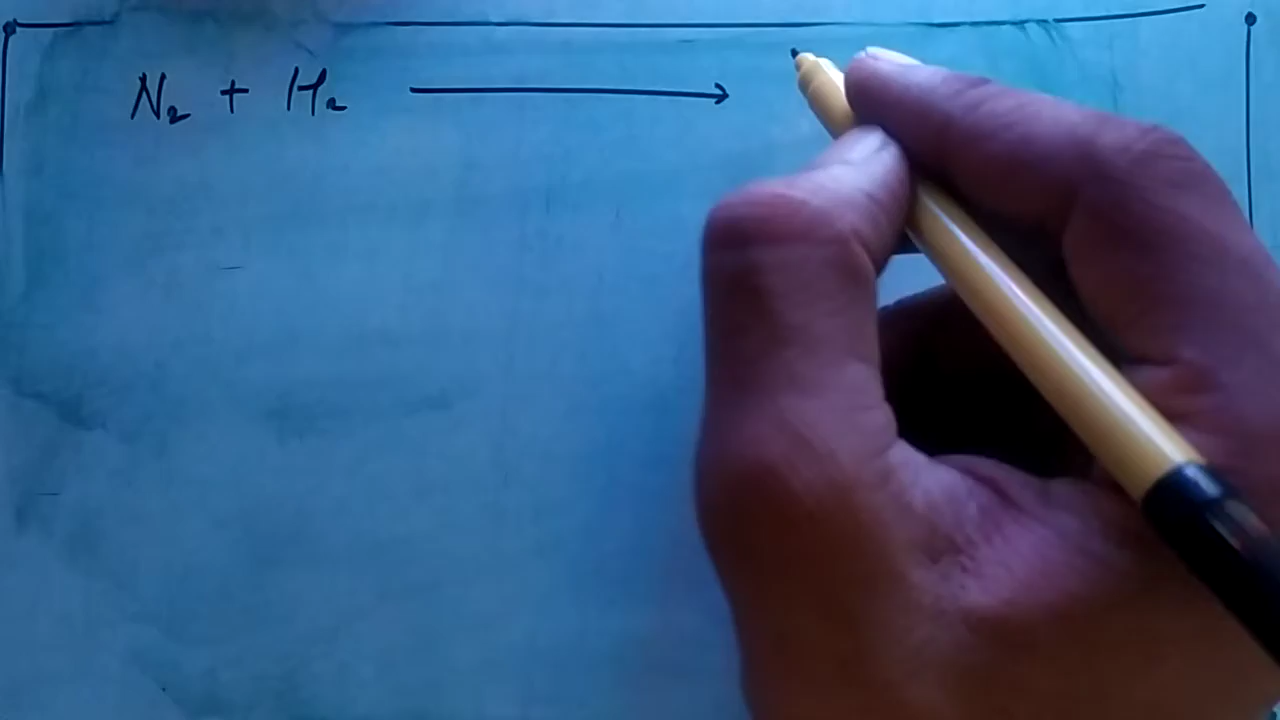 N₂ + H₂ ⟶